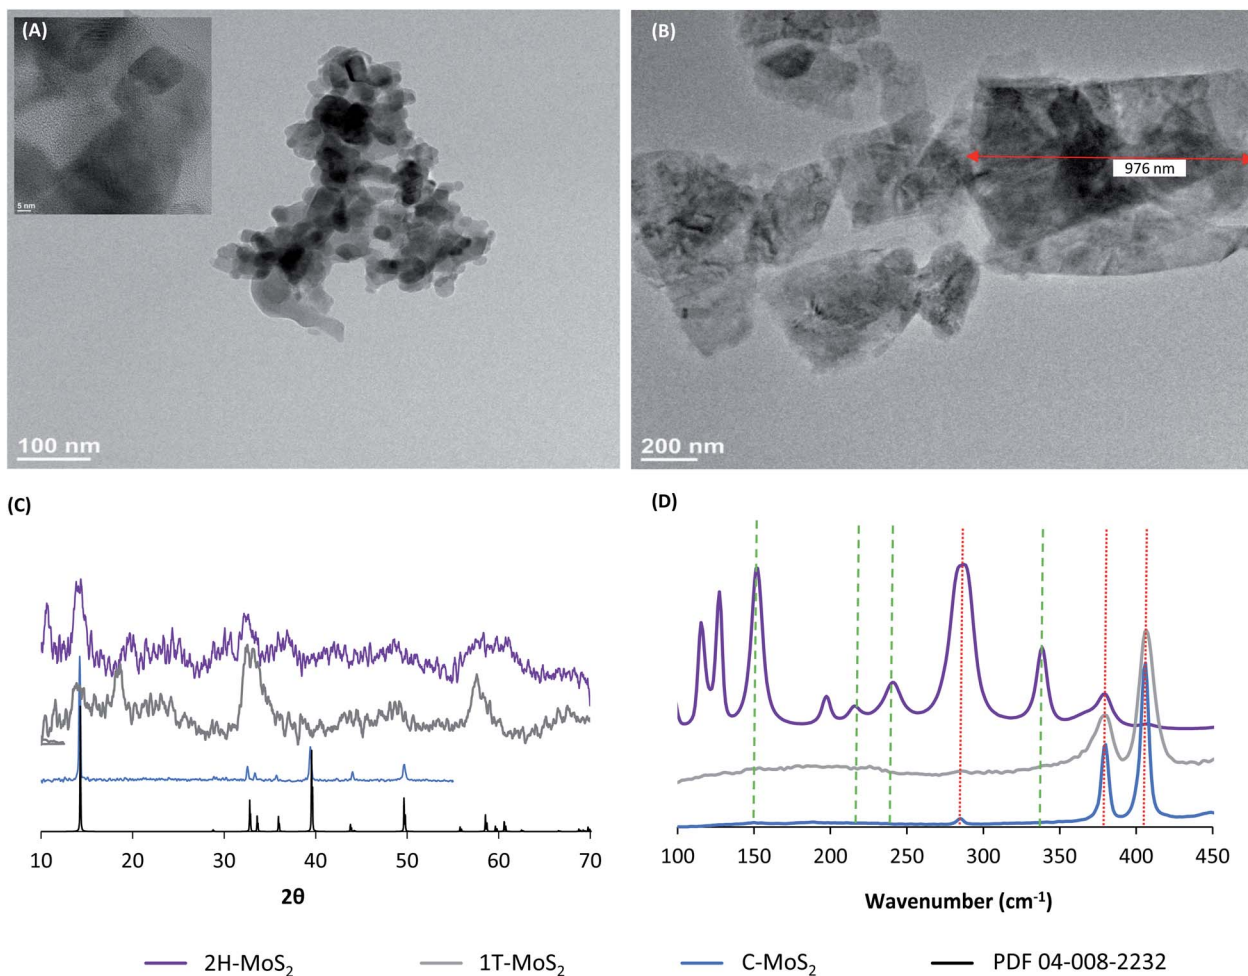 (A)
5 nm
100 nm
(B)
976 nm
200 nm
(C)
10 20 30 40 50 60 70
2θ
(D)
100 150 200 250 300 350 400 450
Wavenumber (cm⁻¹)
2H-MoS₂ 1T-MoS₂ C-MoS₂ PDF 04-008-2232